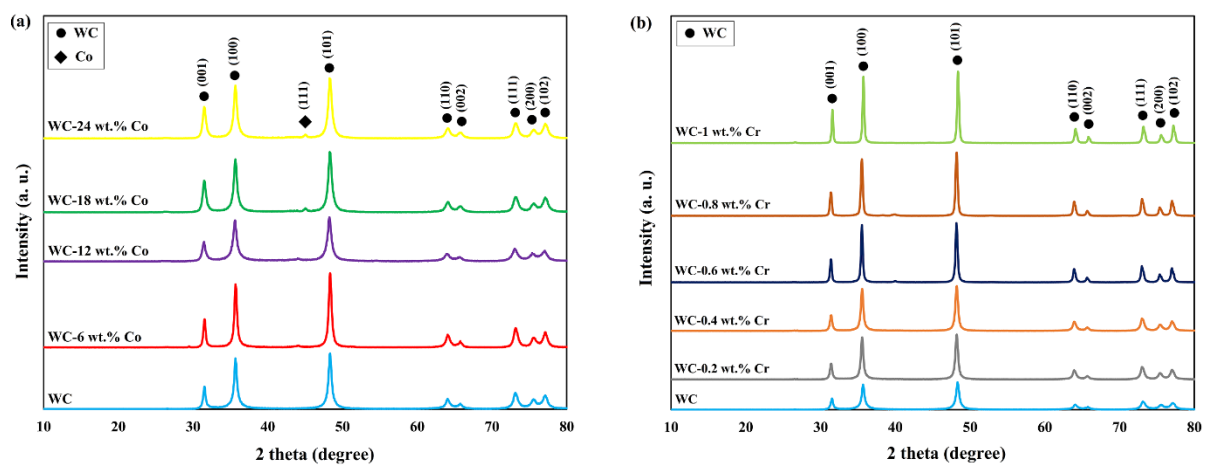 (a)
● WC
◆ Co
(001)
(100)
(111)
(101)
(110)
(002)
(111)
(200)
(102)
WC-24 wt.% Co
WC-18 wt.% Co
WC-12 wt.% Co
WC-6 wt.% Co
WC
Intensity (a. u.)
10 20 30 40 50 60 70 80
2 theta (degree)
(b)
● WC
(001)
(100)
(101)
(110)
(002)
(111)
(200)
(102)
WC-1 wt.% Cr
WC-0.8 wt.% Cr
WC-0.6 wt.% Cr
WC-0.4 wt.% Cr
WC-0.2 wt.% Cr
WC
Intensity (a. u.)
10 20 30 40 50 60 70 80
2 theta (degree)